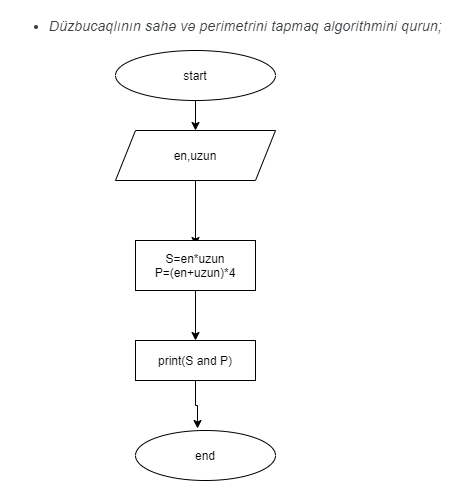 Düzbucaqlının sahə və perimetrini tapmaq algorithmini qurun;
start
en,uzun
S=en*uzun
P=(en+uzun)*4
print(S and P)
end